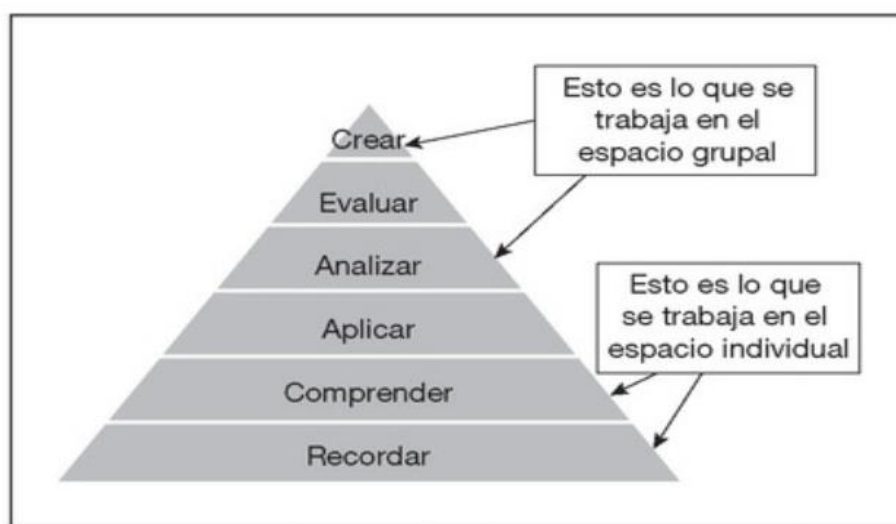 Esto es lo que se
trabaja en el
espacio grupal
Crear
Evaluar
Analizar
Esto es lo que
se trabaja en el
espacio individual
Aplicar
Comprender
Recordar